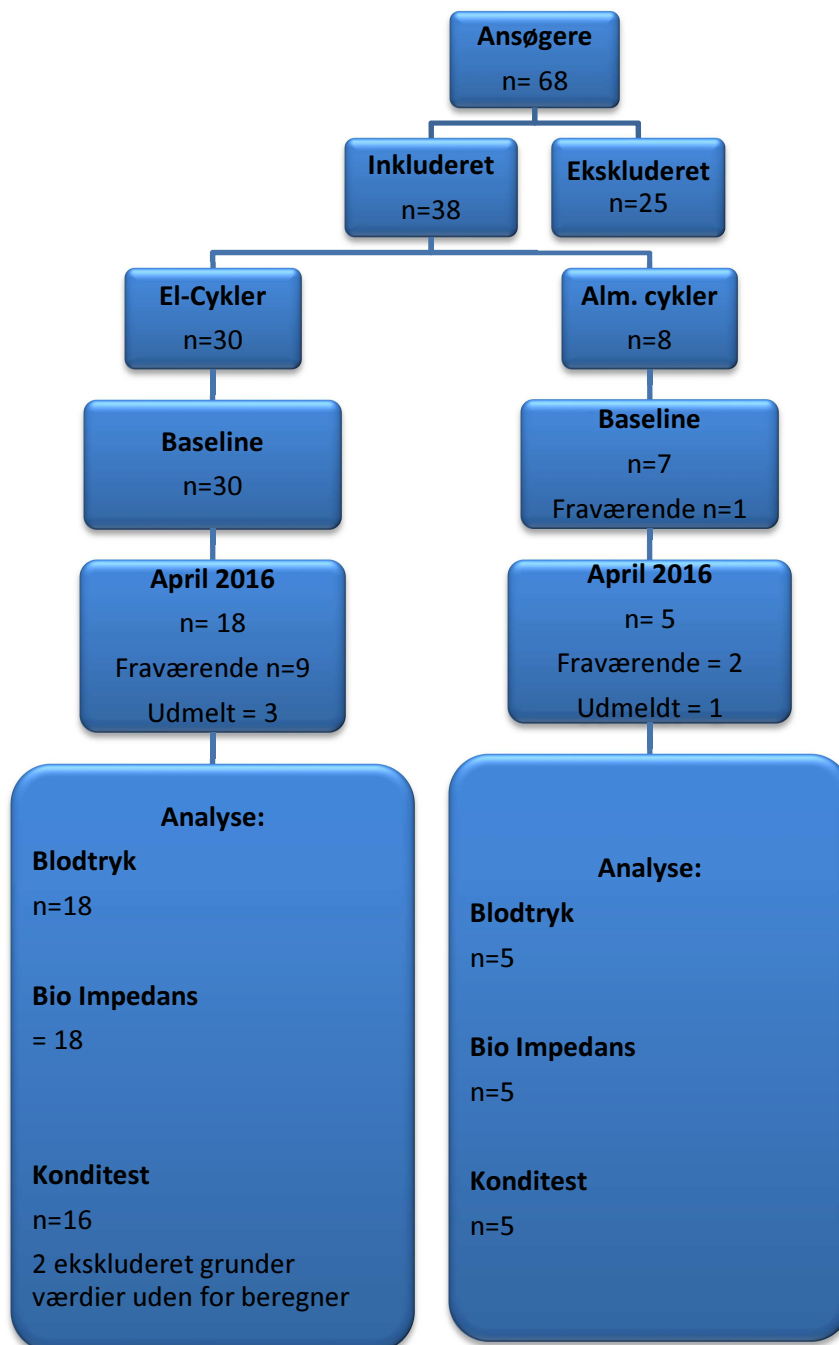 Ansøgere
n= 68
Inkluderet
n=38
Ekskluderet
n=25
El-Cykler
n=30
Alm. cykler
n=8
Baseline
n=30
Baseline
n=7
Fraværende n=1
April 2016
n= 18
Fraværende n=9
Udmelt = 3
April 2016
n= 5
Fraværende = 2
Udmeldt = 1
Analyse:
Blodtryk
n=18
Bio Impedans
= 18
Konditest
n=16
2 ekskluderet grunder
værdier uden for beregner
Analyse:
Blodtryk
n=5
Bio Impedans
n=5
Konditest
n=5